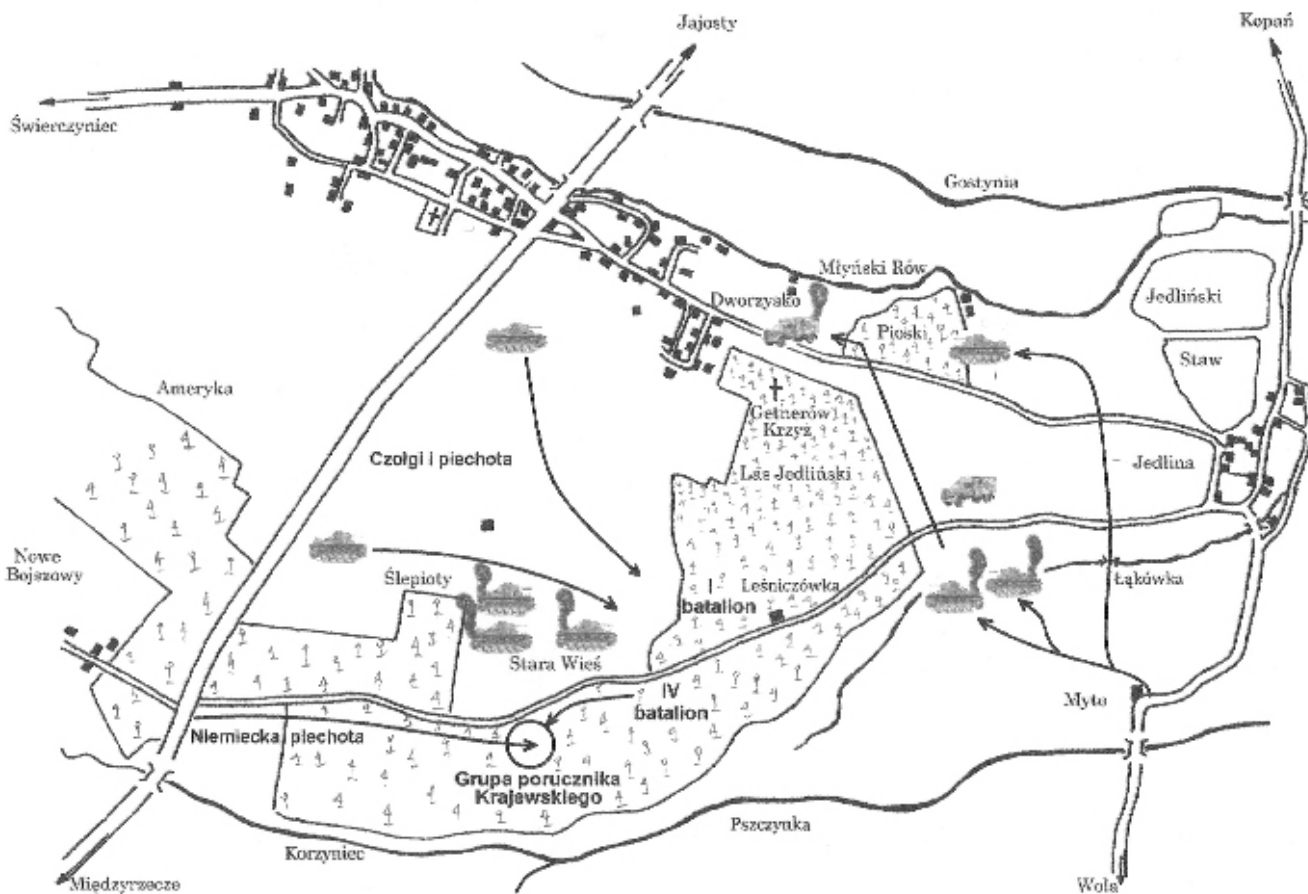 Jajosty
Kopań
Świerczyniec
Gostynia
Młyński Rów
Jedliński
Dworzysko
Pioski
Staw
Ameryka
Getnerów
Krzyż
Czołgi i piechota
Las Jedliński
Jedlina
Nowe
Bojszowy
Ślepioty
I
batalion
Leśniczówka
Łąkówka
Stara Wieś
IV
batalion
Myto
Niemiecka piechota
Grupa porucznika
Krajewskiego
Pszczynka
Korzyniec
Międzyrzecze
Wola